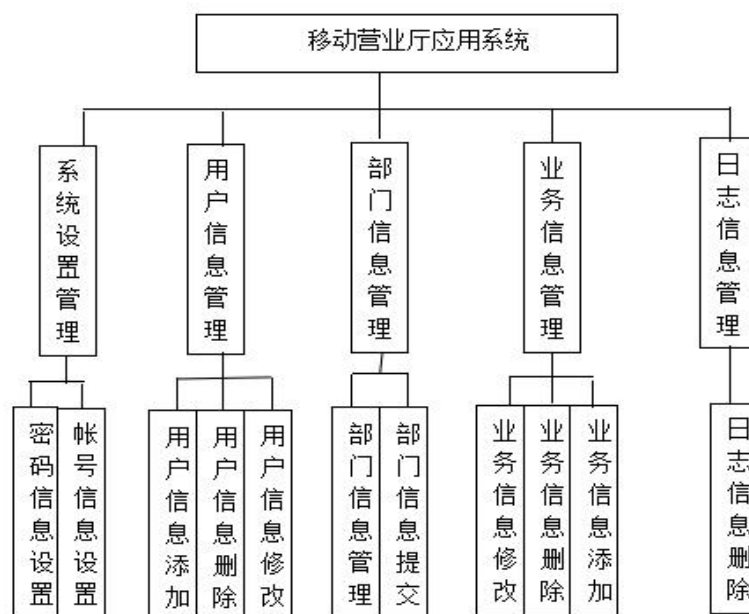 移动营业厅应用系统
系统设置管理
用户信息管理
部门信息管理
业务信息管理
日志信息管理
密码信息设置
帐号信息设置
用户信息添加
用户信息删除
用户信息修改
部门信息管理
部门信息提交
业务信息修改
业务信息删除
业务信息添加
日志信息删除